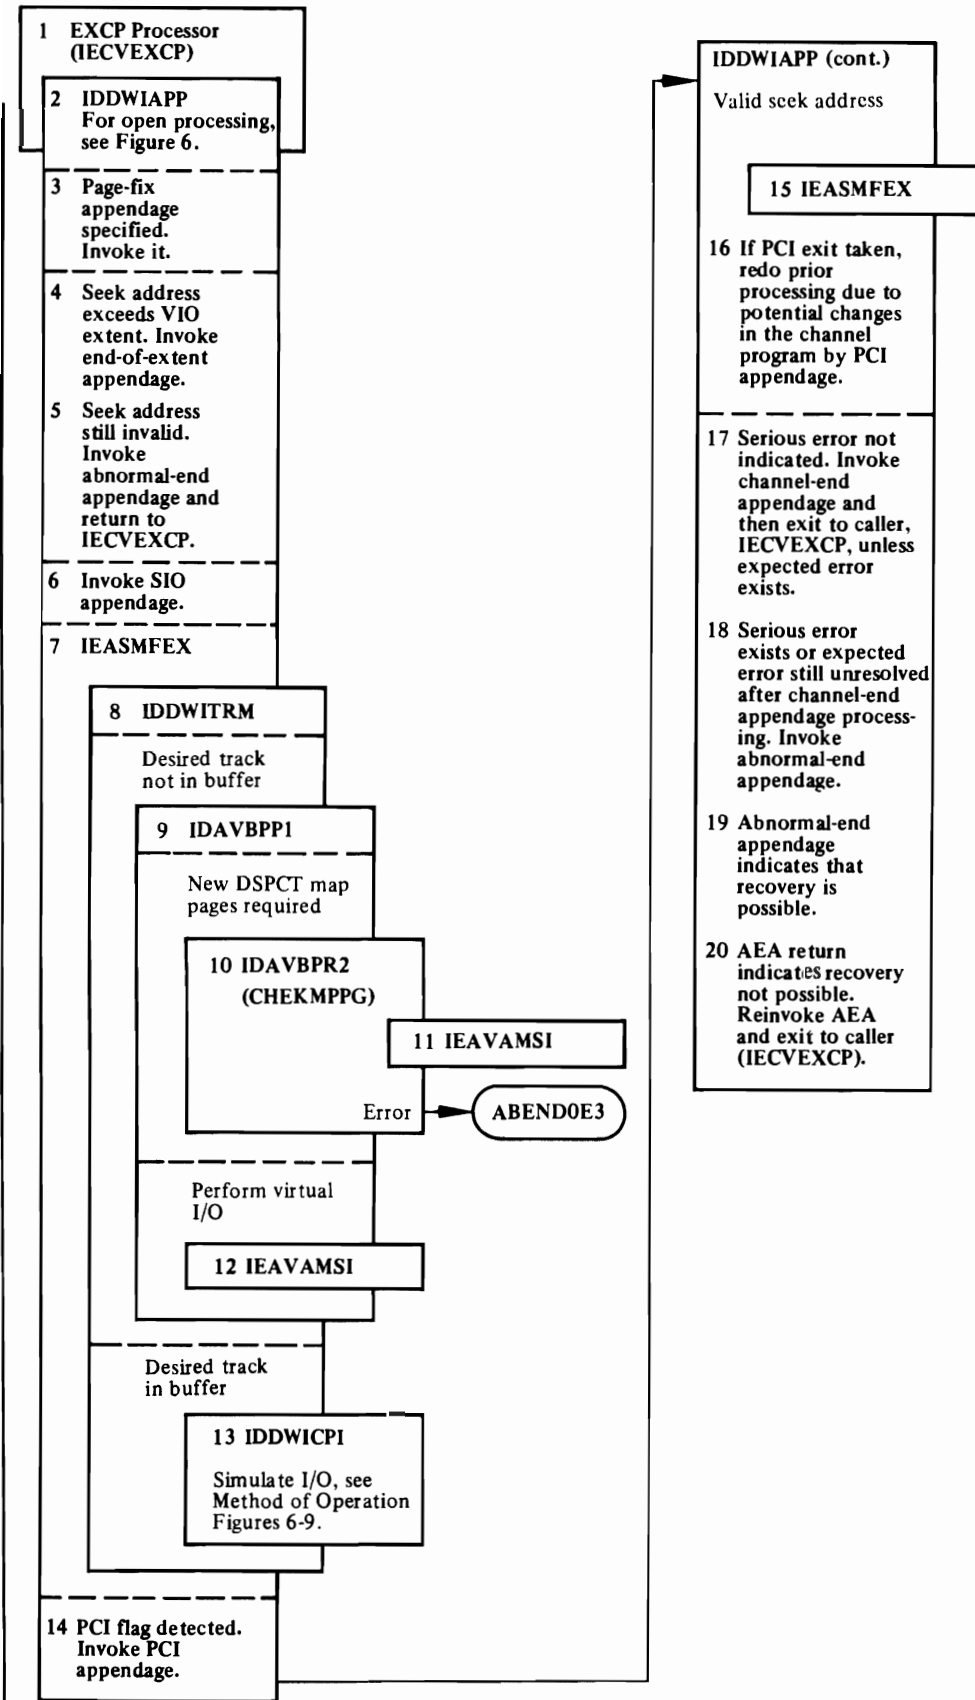 1 EXCP Processor
(IECVEXCP)
2 IDDWIAPP
For open processing,
see Figure 6.
3 Page-fix
appendage
specified.
Invoke it.
4 Seek address
exceeds VIO
extent. Invoke
end-of-extent
appendage.
5 Seek address
still invalid.
Invoke
abnormal-end
appendage and
return to
IECVEXCP.
6 Invoke SIO
appendage.
7 IEASMFEX
8 IDDWITRM
Desired track
not in buffer
9 IDAVBPP1
New DSPCT map
pages required
10 IDAVBPR2
(CHEKMPPG)
11 IEAVAMSI
Error
ABEND0E3
Perform virtual
I/O
12 IEAVAMSI
Desired track
in buffer
13 IDDWICPI
Simulate I/O, see
Method of Operation
Figures 6-9.
14 PCI flag detected.
Invoke PCI
appendage.
IDDWIAPP (cont.)
Valid seek address
15 IEASMFEX
16 If PCI exit taken,
redo prior
processing due to
potential changes
in the channel
program by PCI
appendage.
17 Serious error not
indicated. Invoke
channel-end
appendage and
then exit to caller,
IECVEXCP, unless
expected error
exists.
18 Serious error
exists or expected
error still unresolved
after channel-end
appendage process-
ing. Invoke
abnormal-end
appendage.
19 Abnormal-end
appendage
indicates that
recovery is
possible.
20 AEA return
indicates recovery
not possible.
Reinvoke AEA
and exit to caller
(IECVEXCP).